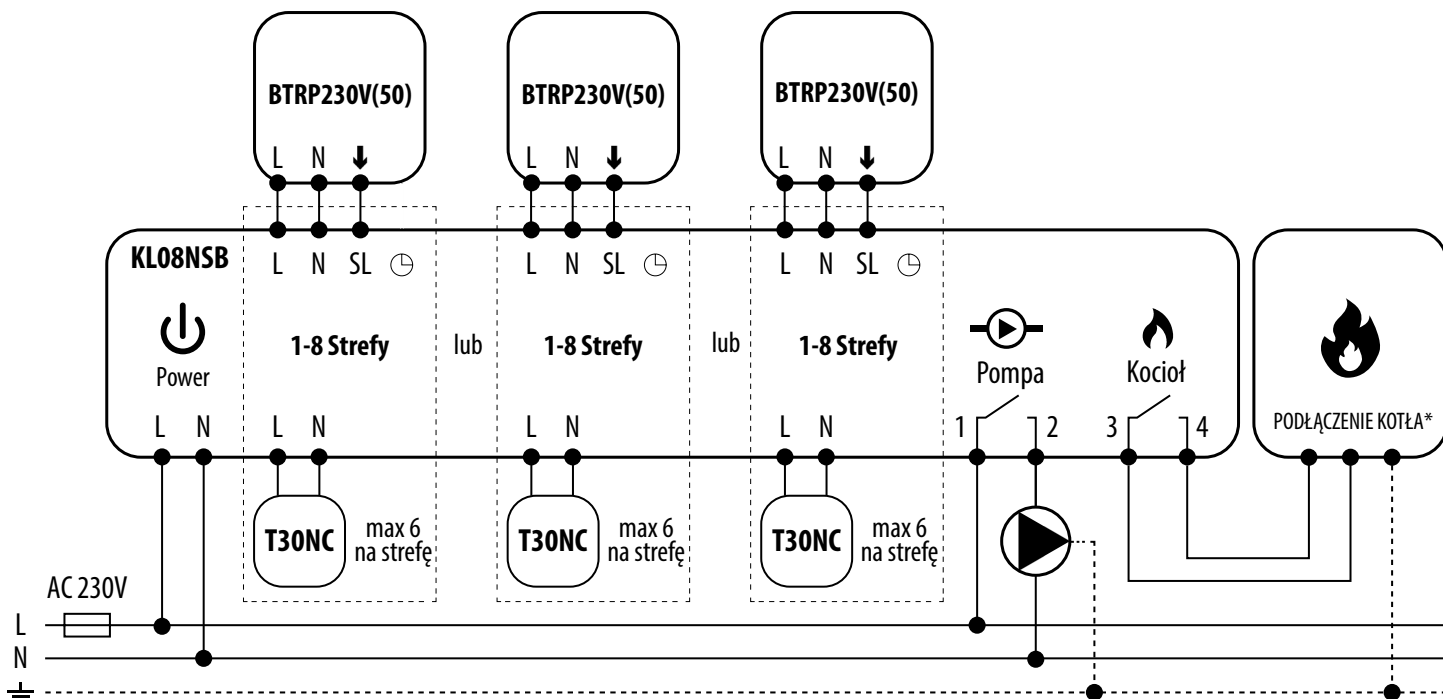 BTRP230V(50) BTRP230V(50) BTRP230V(50)
L N L N L N
KL08NSB
L N SL L N SL L N SL
1-8 Strefy lub 1-8 Strefy lub 1-8 Strefy
Power
Pompa Kocioł
PODŁĄCZENIE KOTŁA*
L N L N L N L N 1 2 3 4
T30NC max 6 na strefę
T30NC max 6 na strefę
T30NC max 6 na strefę
AC 230V
L
N